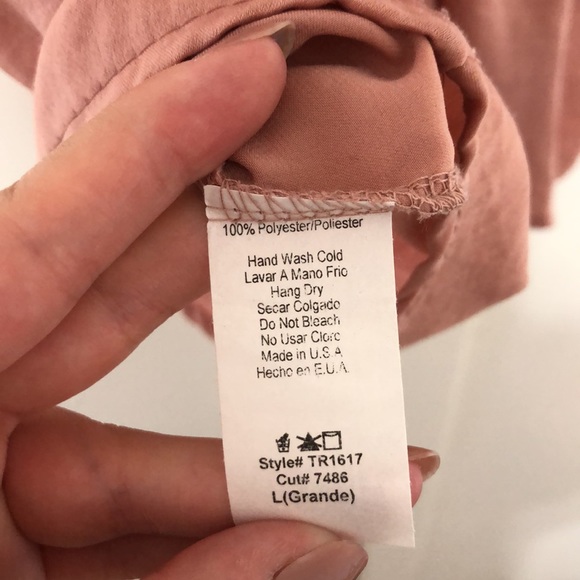 100% Polyester/Poliester
Hand Wash Cold
Lavar A Mano Frio
Hang Dry
Secar Colgado
Do Not Bleach
No Usar Cloro
Made in U.S.A
Hecho en E.U.A.
Style# TR1617
Cut# 7486
L(Grande)